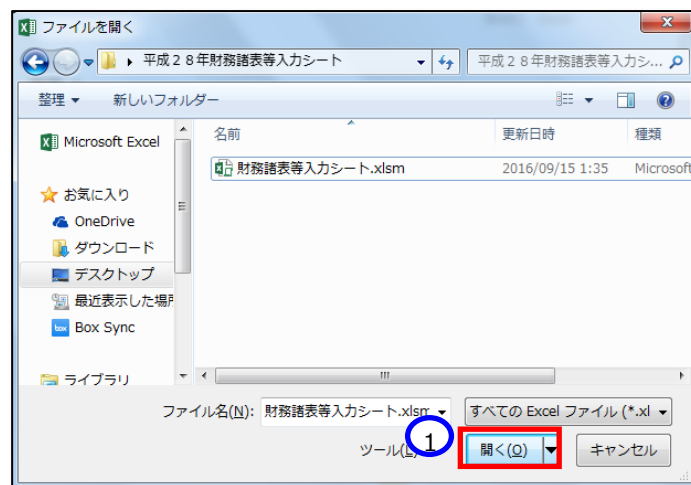 ファイルを開く
平成２８年財務諸表等入力シート
平成２８年財務諸表等入力シ...
整理 新しいフォルダー
名前 更新日時 種類
Microsoft Excel
財務諸表等入力シート.xlsm 2016/09/15 1:35 Microsoft
お気に入り
OneDrive
ダウンロード
デスクトップ
最近表示した場所
Box Sync
ライブラリ
ファイル名(N): 財務諸表等入力シート.xlsm すべての Excel ファイル (*.xl
ツール(L) 1 開く(O) キャンセル